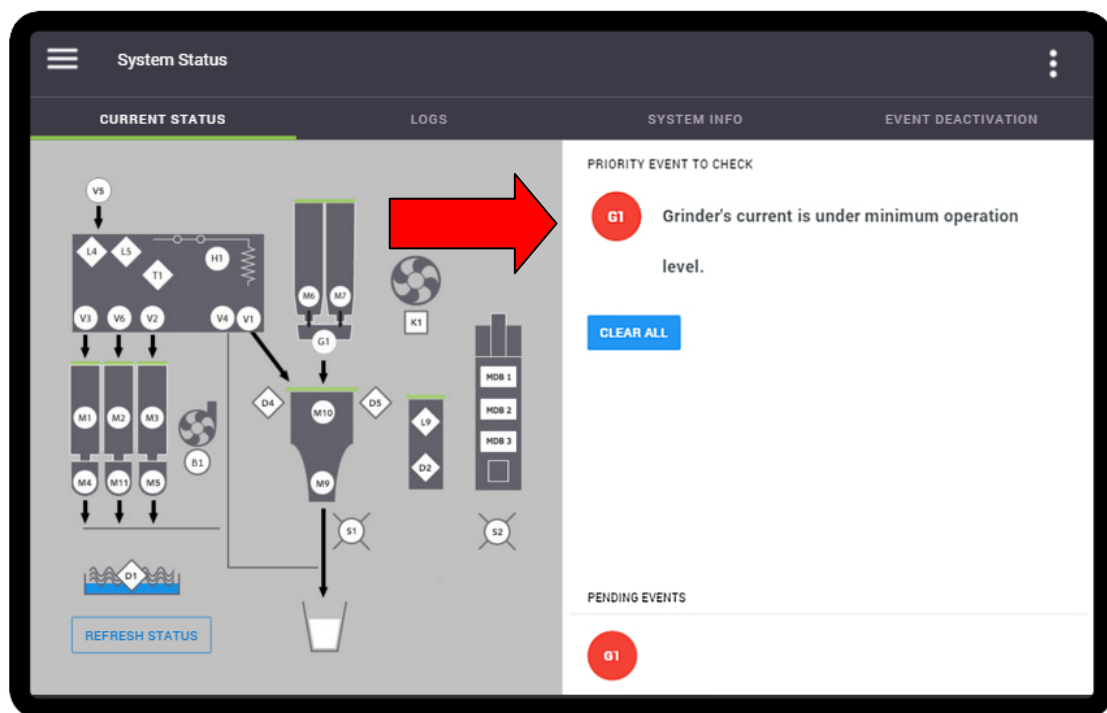 System Status
CURRENT STATUS
LOGS
SYSTEM INFO
EVENT DEACTIVATION
PRIORITY EVENT TO CHECK
G1
Grinder's current is under minimum operation
level.
CLEAR ALL
V5
L4 L5
T1
H1
V3 V6 V2 V4 V1
M6 M7
G1
K1
M1 M2 M3
B1
M4 M11 M5
D4 M10 D5
M9
L9
D2
MDB 1
MDB 2
MDB 3
S1
S2
D1
REFRESH STATUS
PENDING EVENTS
G1